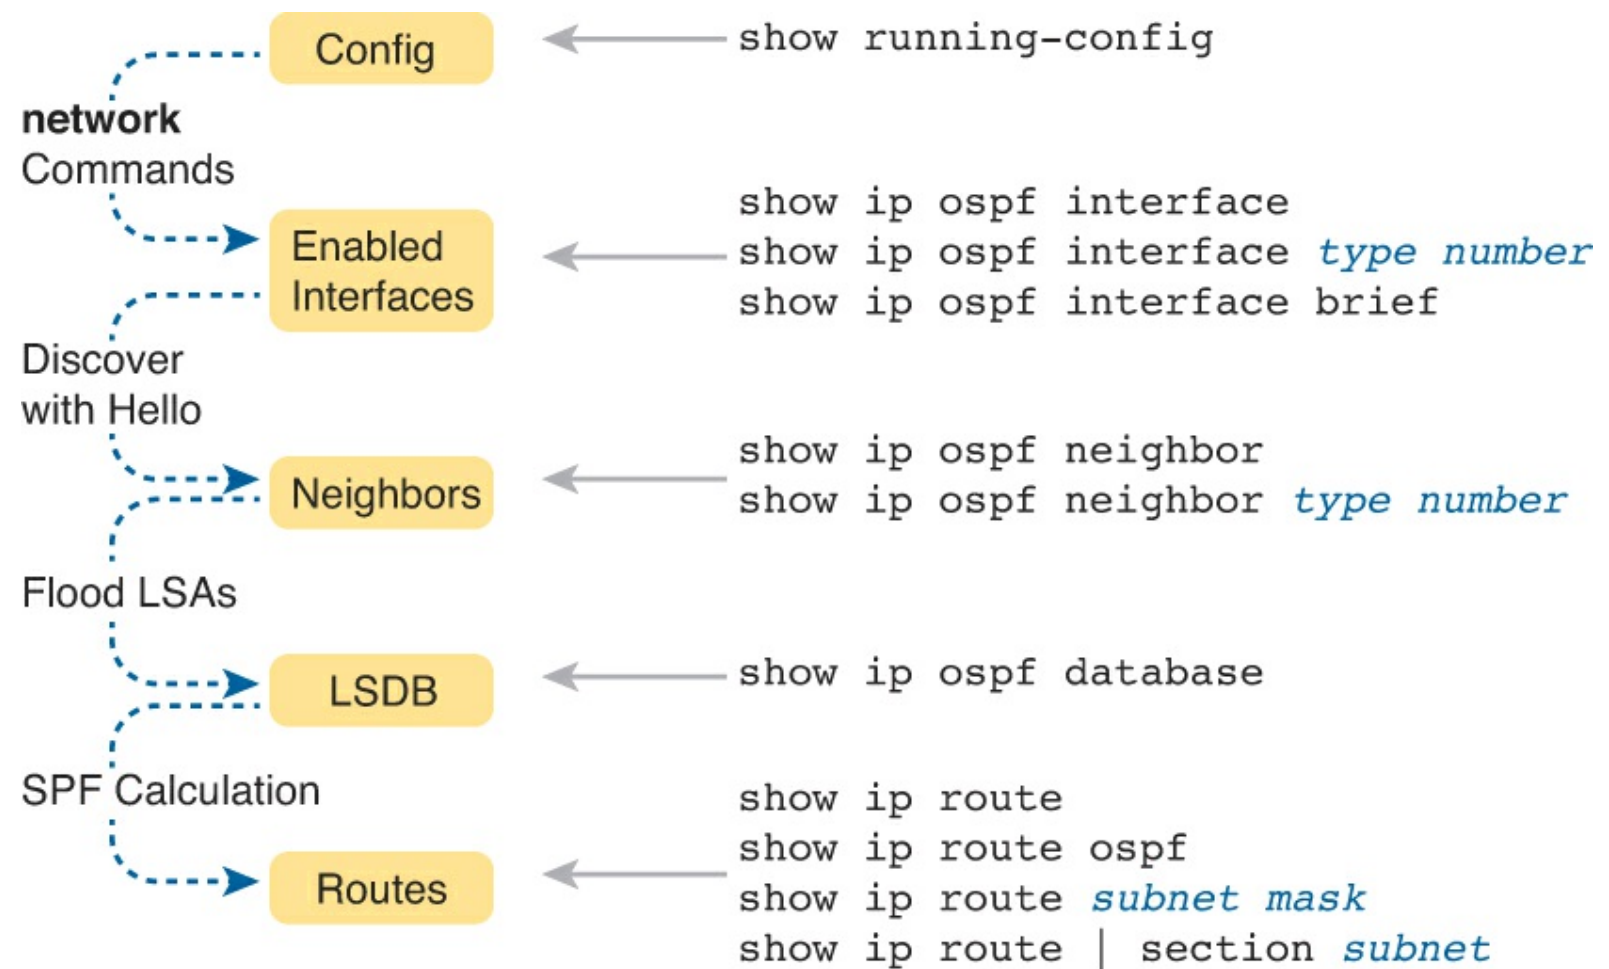 Config
show running-config
network
Commands
Enabled
Interfaces
show ip ospf interface
show ip ospf interface type number
show ip ospf interface brief
Discover
with Hello
Neighbors
show ip ospf neighbor
show ip ospf neighbor type number
Flood LSAs
LSDB
show ip ospf database
SPF Calculation
Routes
show ip route
show ip route ospf
show ip route subnet mask
show ip route | section subnet